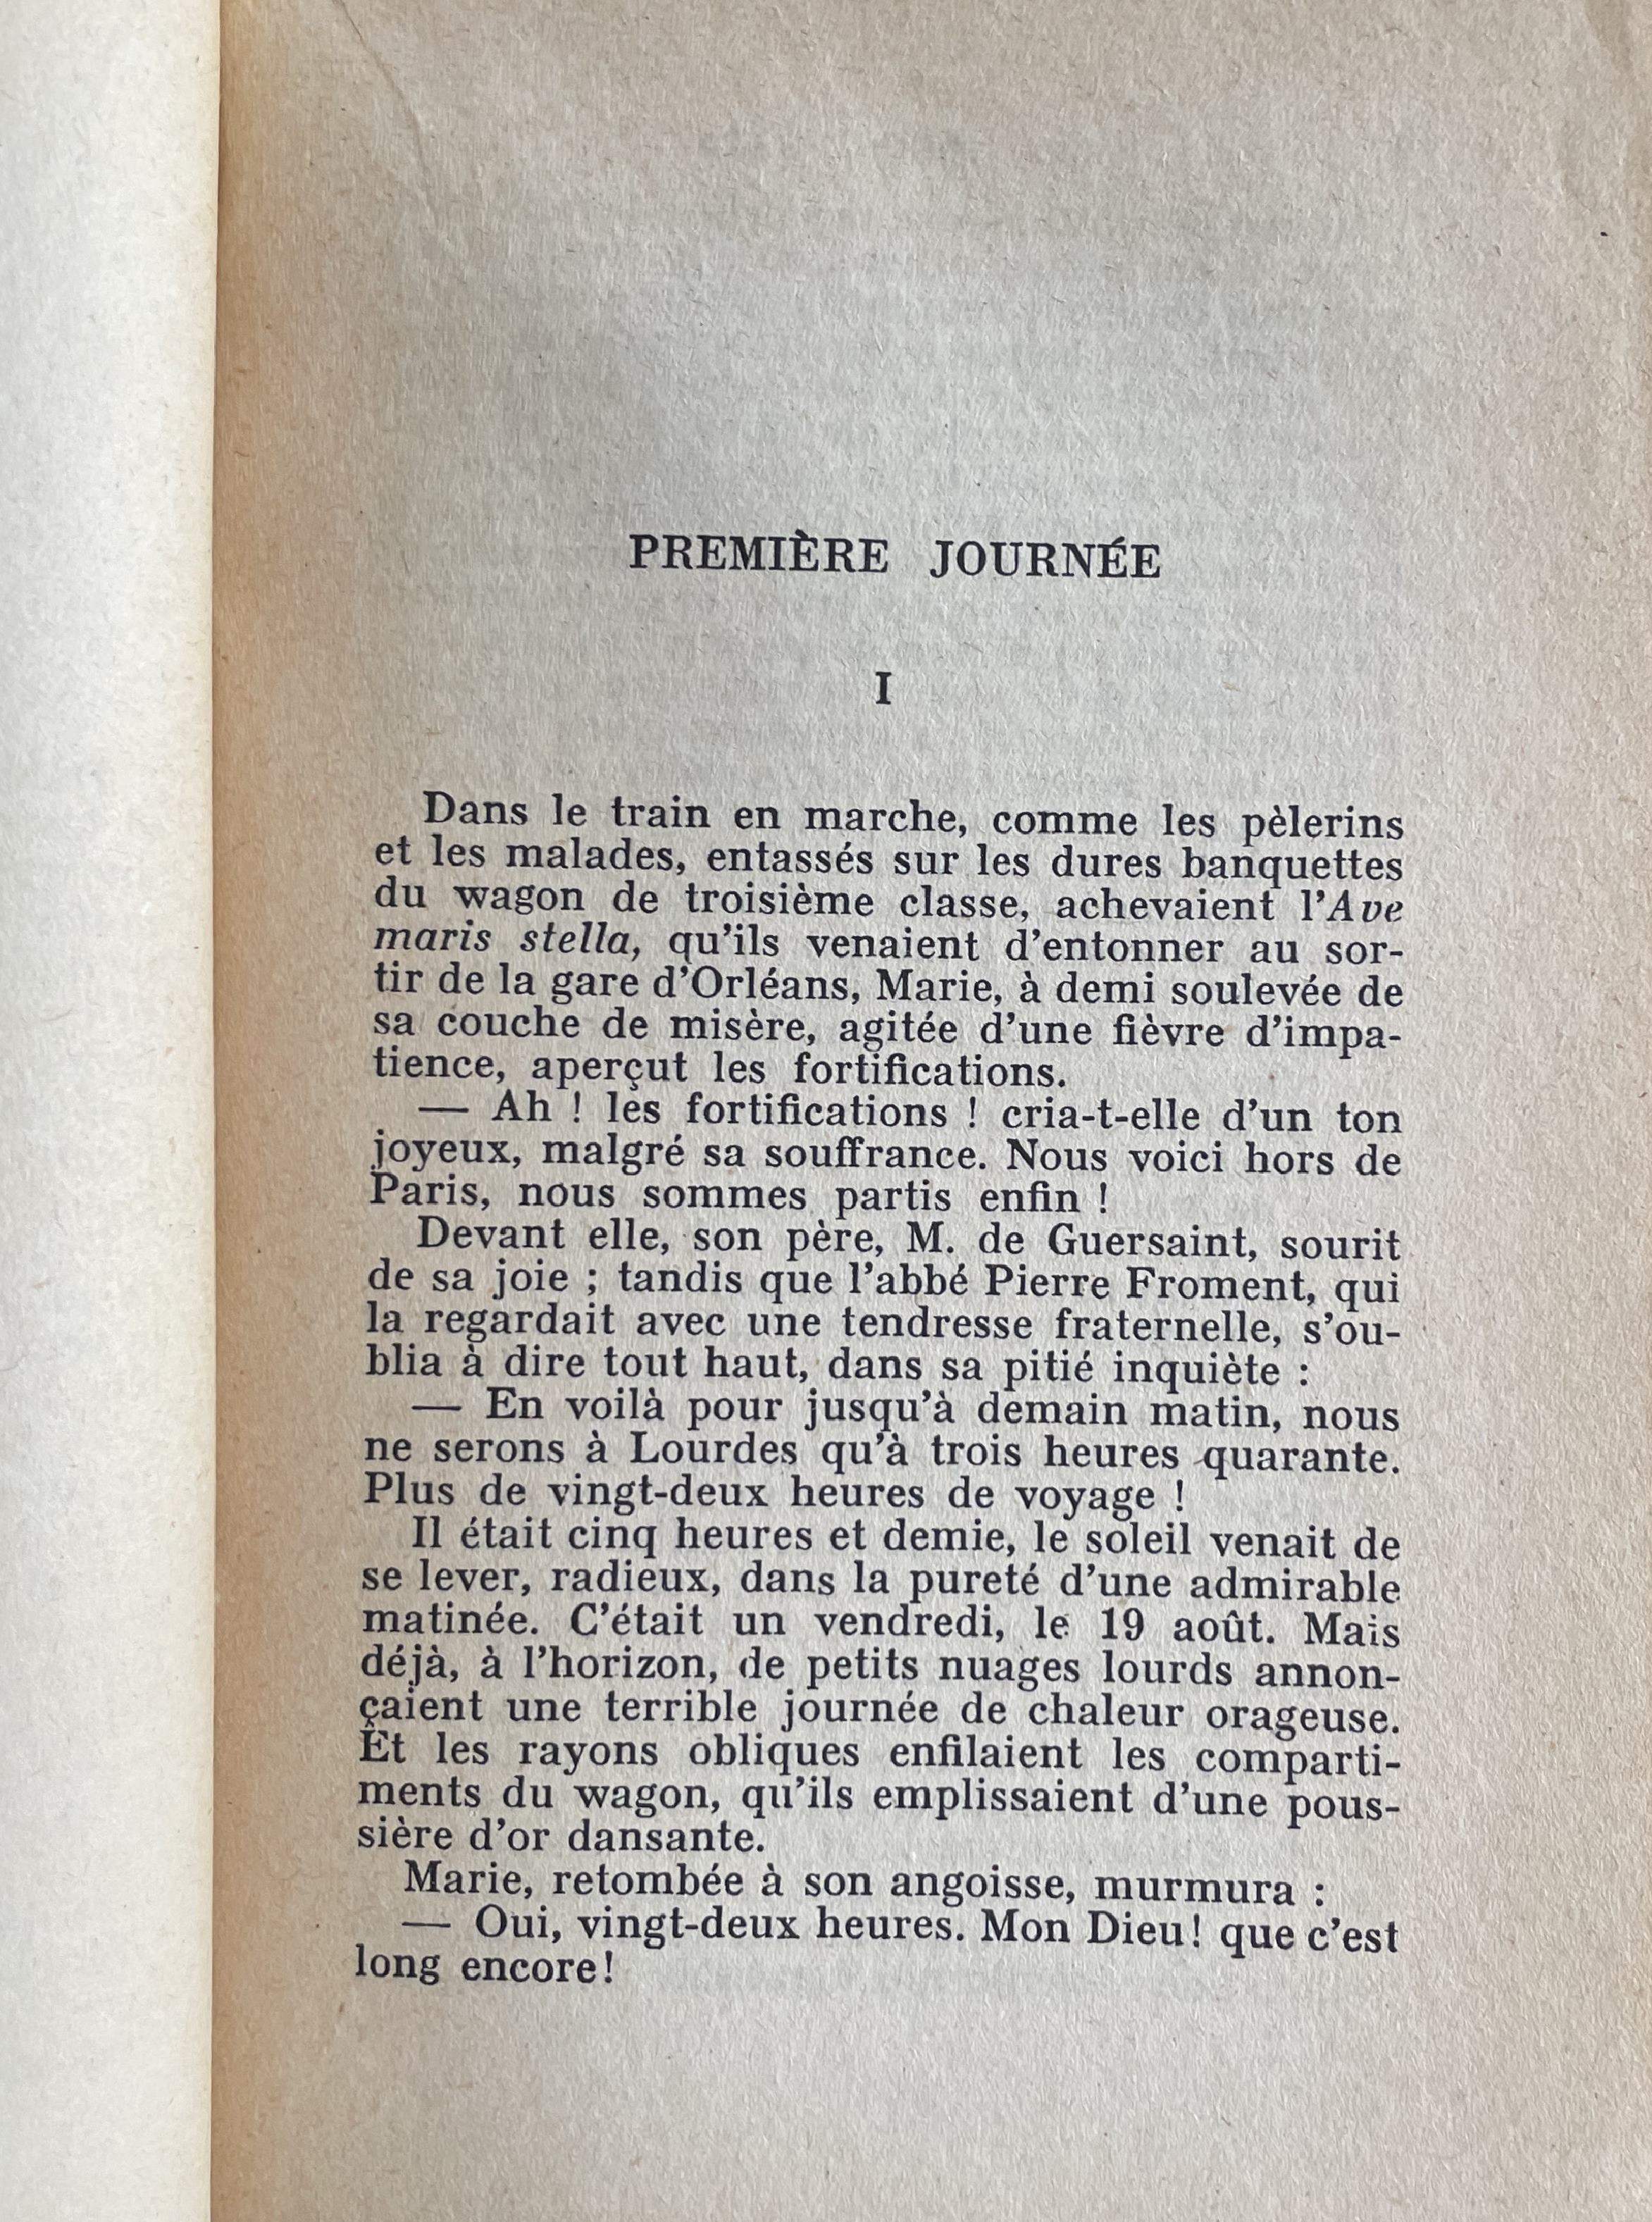 PREMIÈRE JOURNÉE
I
Dans le train en marche, comme les pèlerins
et les malades, entassés sur les dures banquettes
du wagon de troisième classe, achevaient l'Ave
maris stella, qu'ils venaient d'entonner au sor-
tir de la gare d'Orléans, Marie, à demi soulevée de
sa couche de misère, agitée d'une fièvre d'impa-
tience, aperçut les fortifications.
— Ah ! les fortifications ! cria-t-elle d'un ton
joyeux, malgré sa souffrance. Nous voici hors de
Paris, nous sommes partis enfin !
Devant elle, son père, M. de Guersaint, sourit
de sa joie ; tandis que l'abbé Pierre Froment, qui
la regardait avec une tendresse fraternelle, s'ou-
blia à dire tout haut, dans sa pitié inquiète :
— En voilà pour jusqu'à demain matin, nous
ne serons à Lourdes qu'à trois heures quarante.
Plus de vingt-deux heures de voyage !
Il était cinq heures et demie, le soleil venait de
se lever, radieux, dans la pureté d'une admirable
matinée. C'était un vendredi, le 19 août. Mais
déjà, à l'horizon, de petits nuages lourds annon-
çaient une terrible journée de chaleur orageuse.
Et les rayons obliques enfilaient les comparti-
ments du wagon, qu'ils emplissaient d'une pous-
sière d'or dansante.
Marie, retombée à son angoisse, murmura :
— Oui, vingt-deux heures. Mon Dieu! que c'est
long encore!